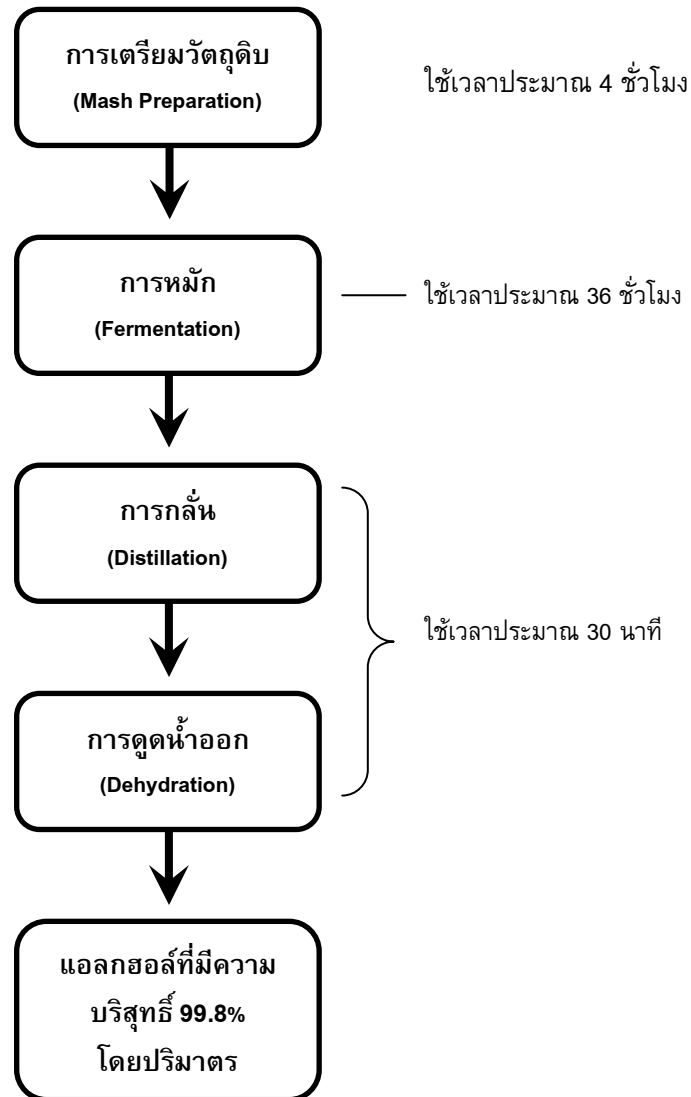 การเตรียมวัตถุดิบ
(Mash Preparation)
ใช้เวลาประมาณ 4 ชั่วโมง
การหมัก
(Fermentation)
ใช้เวลาประมาณ 36 ชั่วโมง
การกลั่น
(Distillation)
ใช้เวลาประมาณ 30 นาที
การดูดน้ำออก
(Dehydration)
แอลกฮอล์ที่มีความ
บริสุทธิ์ 99.8%
โดยปริมาตร